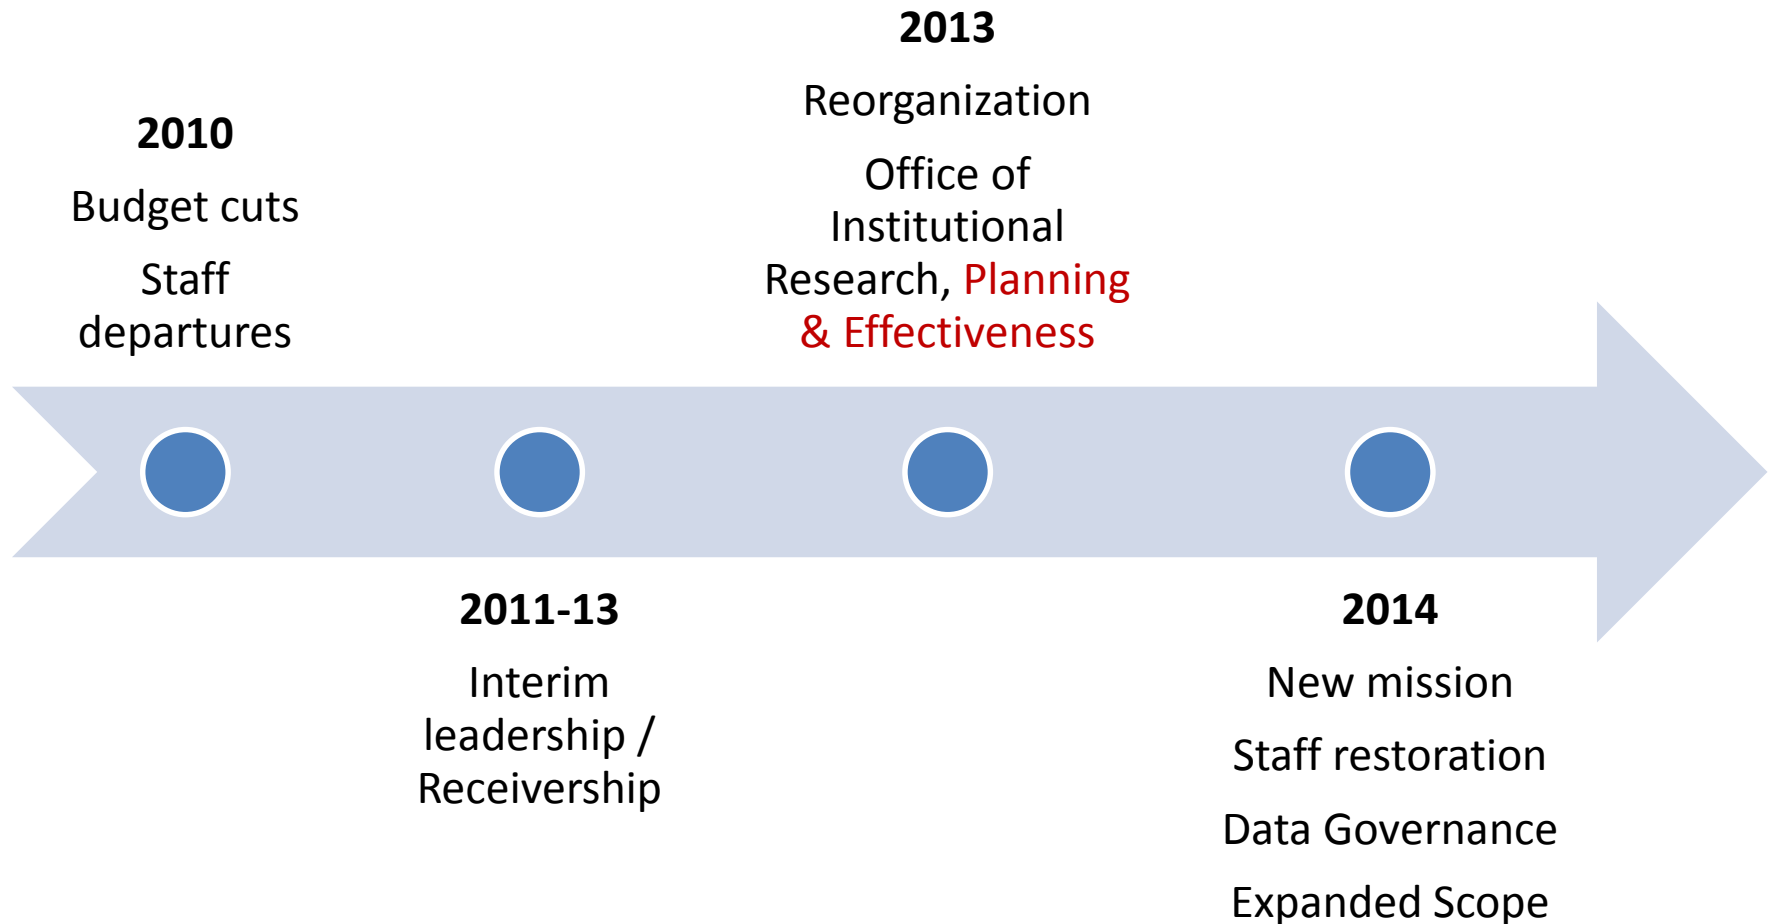 2010
Budget cuts
Staff
departures
2011-13
Interim
leadership /
Receivership
2013
Reorganization
Office of
Institutional
Research, Planning
& Effectiveness
2014
New mission
Staff restoration
Data Governance
Expanded Scope